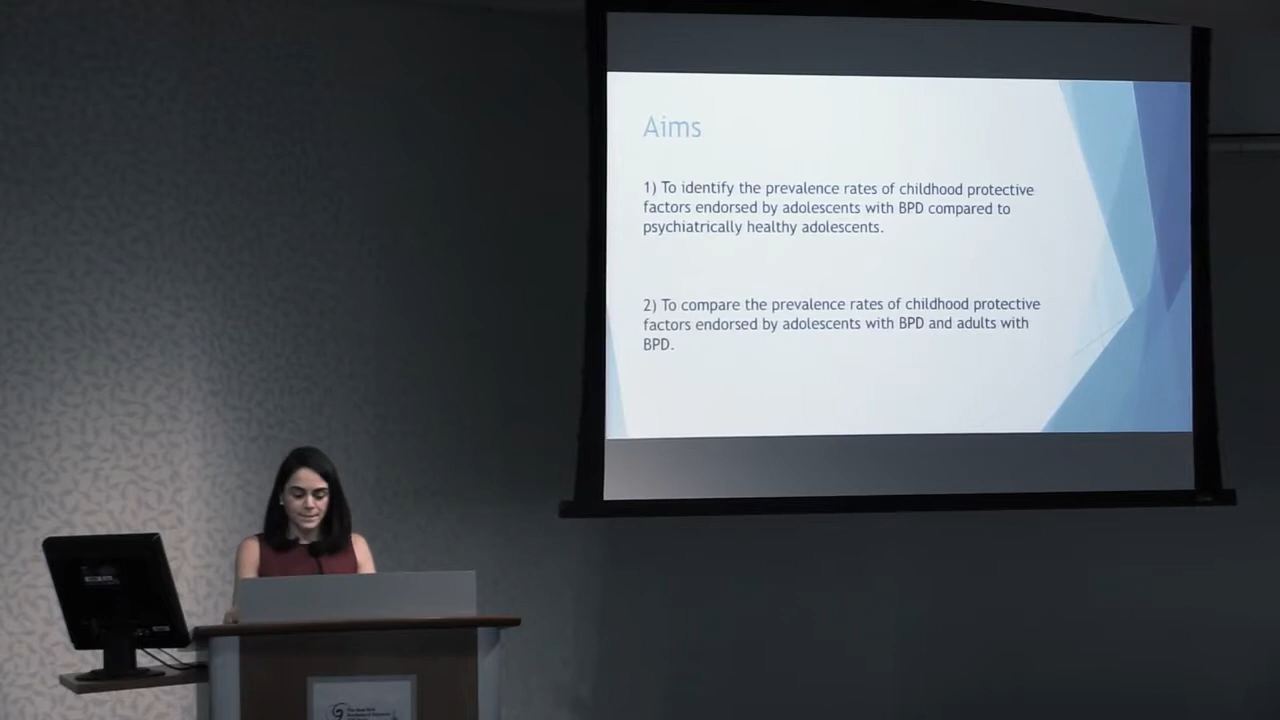 Aims
1) To identify the prevalence rates of childhood protective
factors endorsed by adolescents with BPD compared to
psychiatrically healthy adolescents.
2) To compare the prevalence rates of childhood protective
factors endorsed by adolescents with BPD and adults with
BPD.